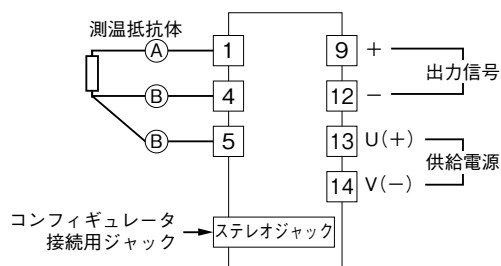 測温抵抗体
A
1
B
4
B
5
9 +
12 −
出力信号
13 U(+)
14 V(−)
供給電源
コンフィギュレータ
接続用ジャック
ステレオジャック